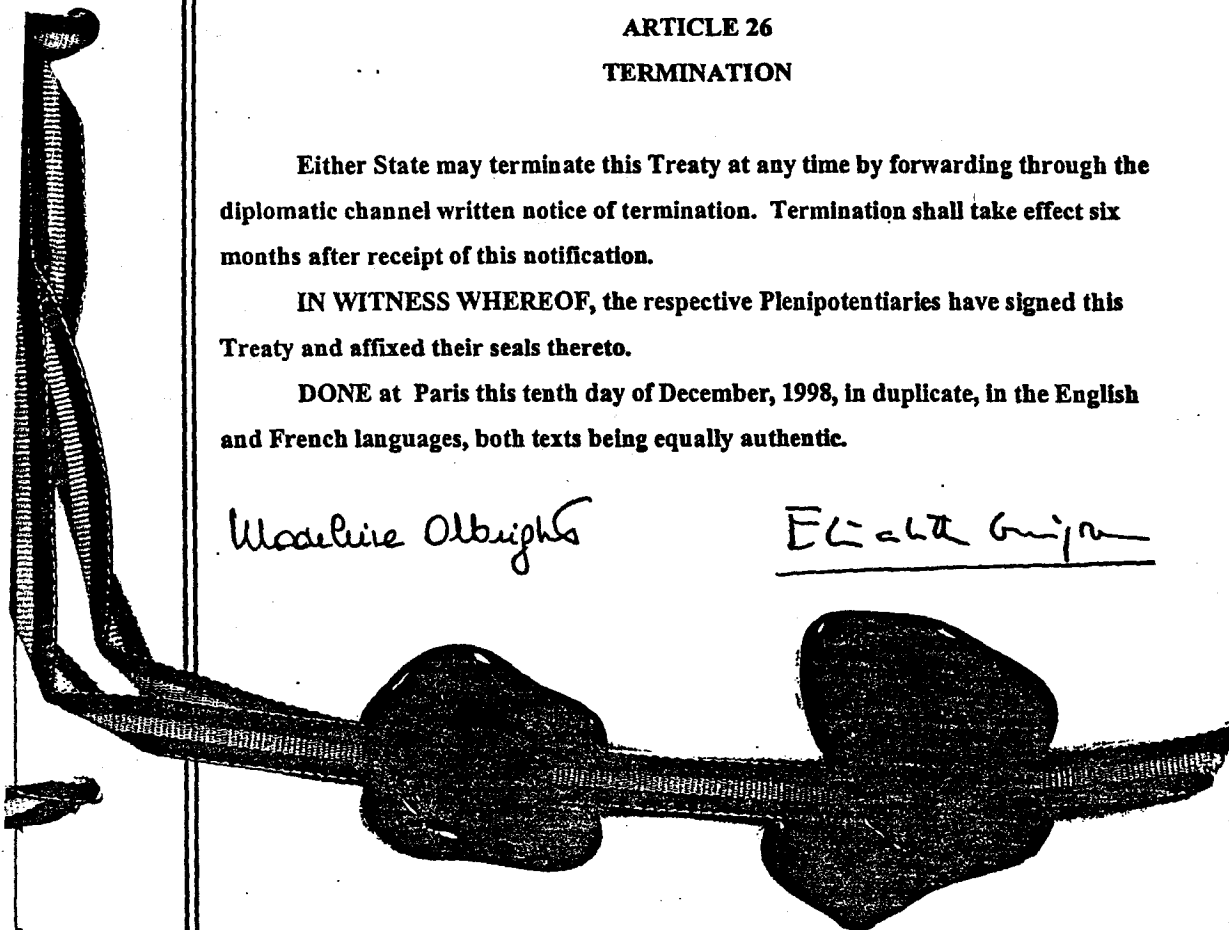 ARTICLE 26
TERMINATION
Either State may terminate this Treaty at any time by forwarding through the
diplomatic channel written notice of termination. Termination shall take effect six
months after receipt of this notification.
IN WITNESS WHEREOF, the respective Plenipotentiaries have signed this
Treaty and affixed their seals thereto.
DONE at Paris this tenth day of December, 1998, in duplicate, in the English
and French languages, both texts being equally authentic.
Madeleine Albright